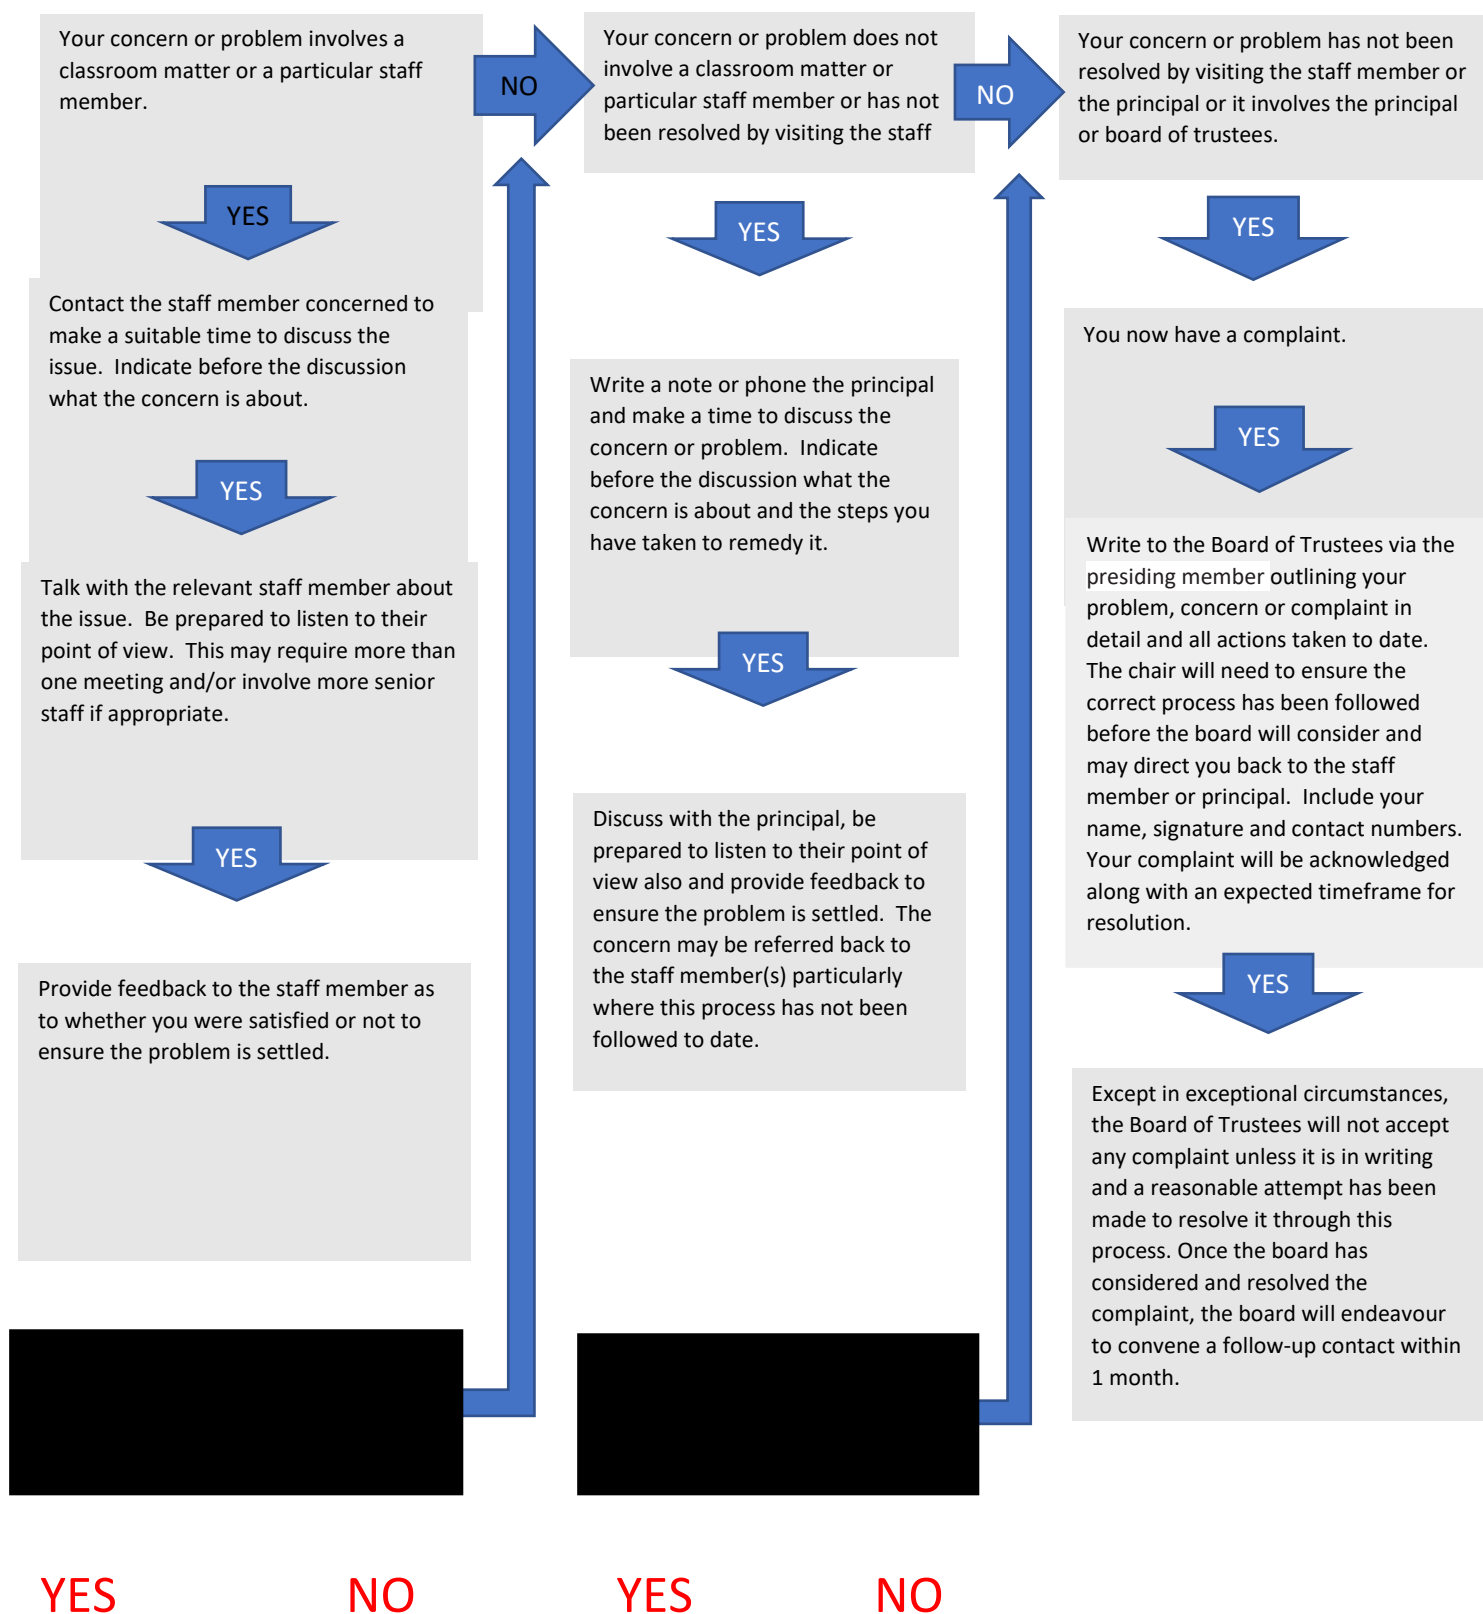 Your concern or problem involves a
classroom matter or a particular staff
member.
YES
Contact the staff member concerned to
make a suitable time to discuss the
issue.  Indicate before the discussion
what the concern is about.
YES
Talk with the relevant staff member about
the issue.  Be prepared to listen to their
point of view.  This may require more than
one meeting and/or involve more senior
staff if appropriate.
YES
Provide feedback to the staff member as
to whether you were satisfied or not to
ensure the problem is settled.
YES
NO
NO
Your concern or problem does not
involve a classroom matter or
particular staff member or has not
been resolved by visiting the staff
YES
Write a note or phone the principal
and make a time to discuss the
concern or problem.  Indicate
before the discussion what the
concern is about and the steps you
have taken to remedy it.
YES
Discuss with the principal, be
prepared to listen to their point of
view also and provide feedback to
ensure the problem is settled.  The
concern may be referred back to
the staff member(s) particularly
where this process has not been
followed to date.
YES
NO
NO
Your concern or problem has not been
resolved by visiting the staff member or
the principal or it involves the principal
or board of trustees.
YES
You now have a complaint.
YES
Write to the Board of Trustees via the
presiding member outlining your
problem, concern or complaint in
detail and all actions taken to date.
The chair will need to ensure the
correct process has been followed
before the board will consider and
may direct you back to the staff
member or principal.  Include your
name, signature and contact numbers.
Your complaint will be acknowledged
along with an expected timeframe for
resolution.
YES
Except in exceptional circumstances,
the Board of Trustees will not accept
any complaint unless it is in writing
and a reasonable attempt has been
made to resolve it through this
process. Once the board has
considered and resolved the
complaint, the board will endeavour
to convene a follow-up contact within
1 month.